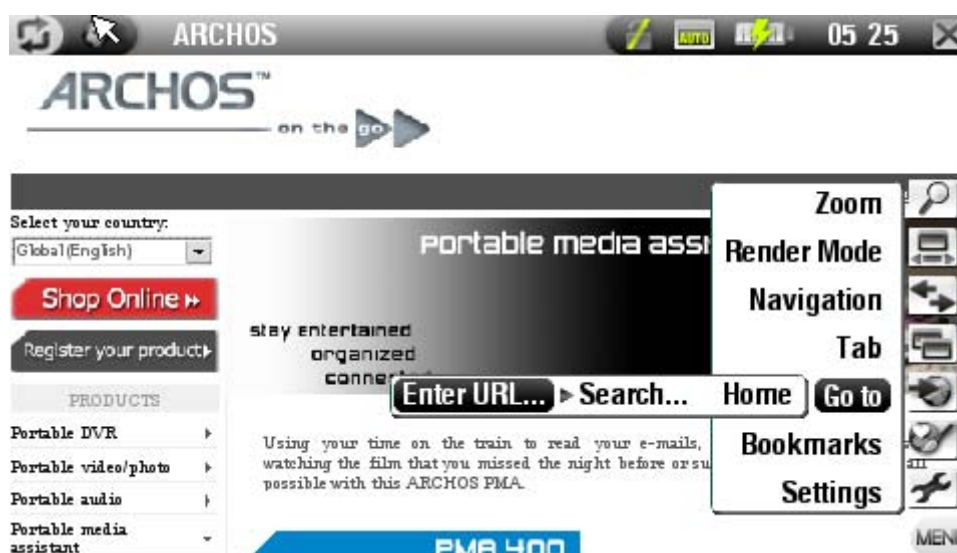 ARCHOS
AUTO
05 25
ARCHOS™
on the go
Select your country:
Global (English)
Shop Online
Register your product
PRODUCTS
Portable DVR
Portable video/photo
Portable audio
Portable media
assistant
portable media ass
stay entertained
organized
conne
Using your time on the train to read your e-mails,
watching the film that you missed the night before or su
possible with this ARCHOS PMA.
PMA 400
Zoom
Render Mode
Navigation
Tab
Enter URL... Search... Home Go to
Bookmarks
Settings
MEN